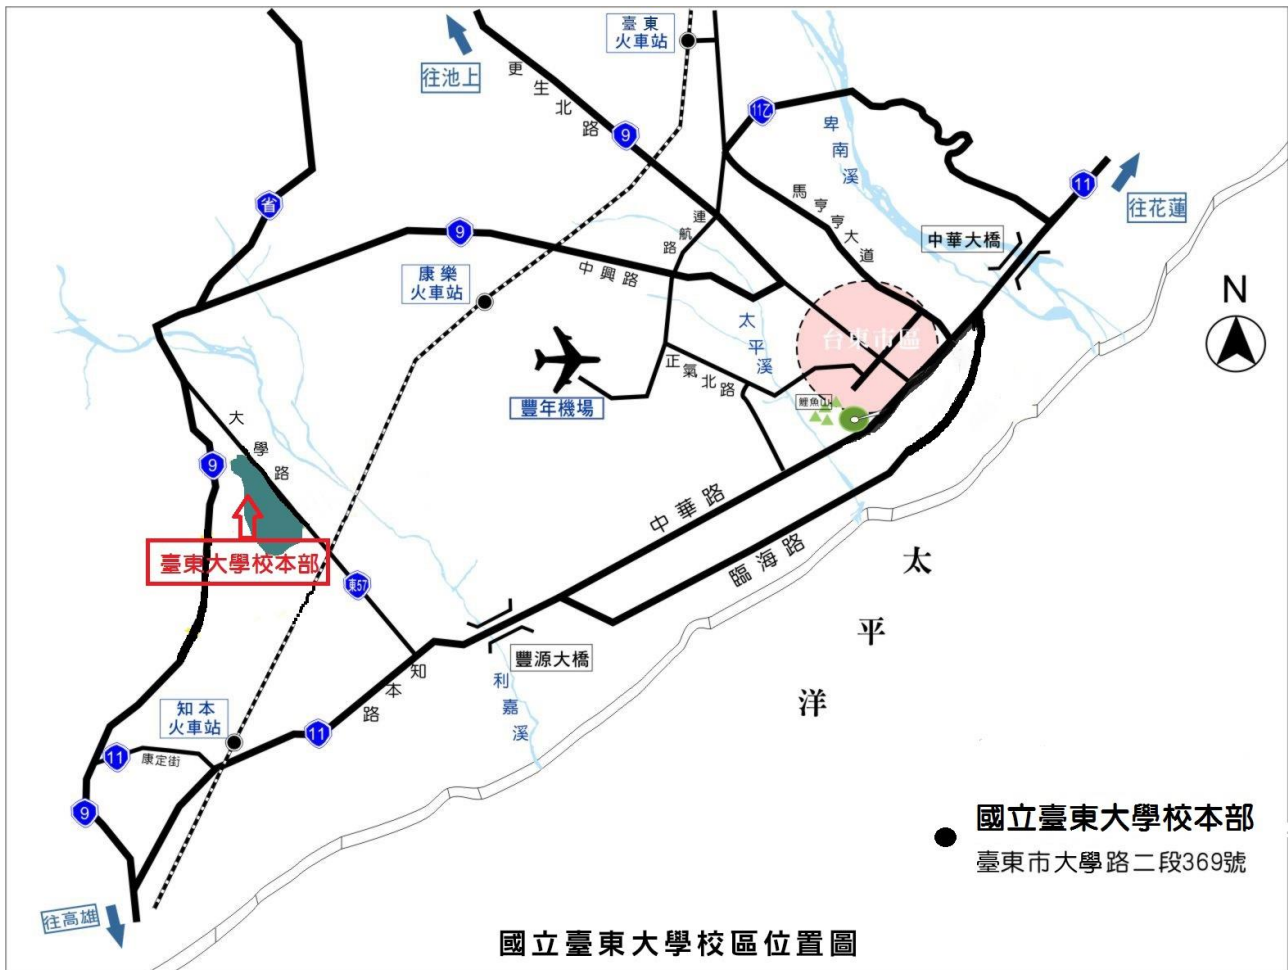 臺東
火車站
往池上
更生北路
9
11乙
卑南溪
11
往花蓮
省
9
馬亨亨大道
中華大橋
連航路
康樂
火車站
中興路
N
太平溪
台東市區
正氣北路
豐年機場
鯉魚山
大學路
9
中華路
臺東大學校本部
臨海路
太平洋
東57
豐源大橋
知本路
利嘉溪
知本
火車站
11
11
康定街
9
國立臺東大學校本部
臺東市大學路二段369號
往高雄
國立臺東大學校區位置圖